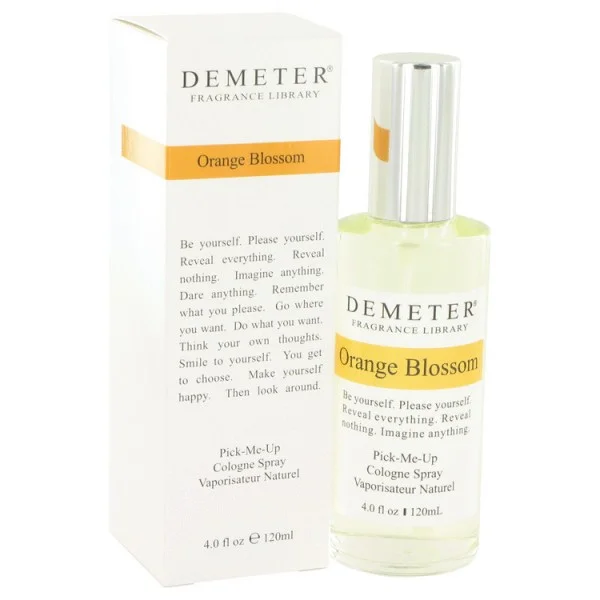 DEMETER®
FRAGRANCE LIBRARY
Orange Blossom
Be yourself. Please yourself.
Reveal everything. Reveal
nothing. Imagine anything.
Dare anything. Remember
what you please. Go where
you want. Do what you want.
Think your own thoughts.
Smile to yourself. You get
to choose. Make yourself
happy. Then look around.
Pick-Me-Up
Cologne Spray
Vaporisateur Naturel
4.0 fl oz ℮ 120ml
DEMETER®
FRAGRANCE LIBRARY
Orange Blossom
Be yourself. Please yourself.
Reveal everything. Reveal
nothing. Imagine anything.
Pick-Me-Up
Cologne Spray
Vaporisateur Naturel
4.0 fl oz l 120mL